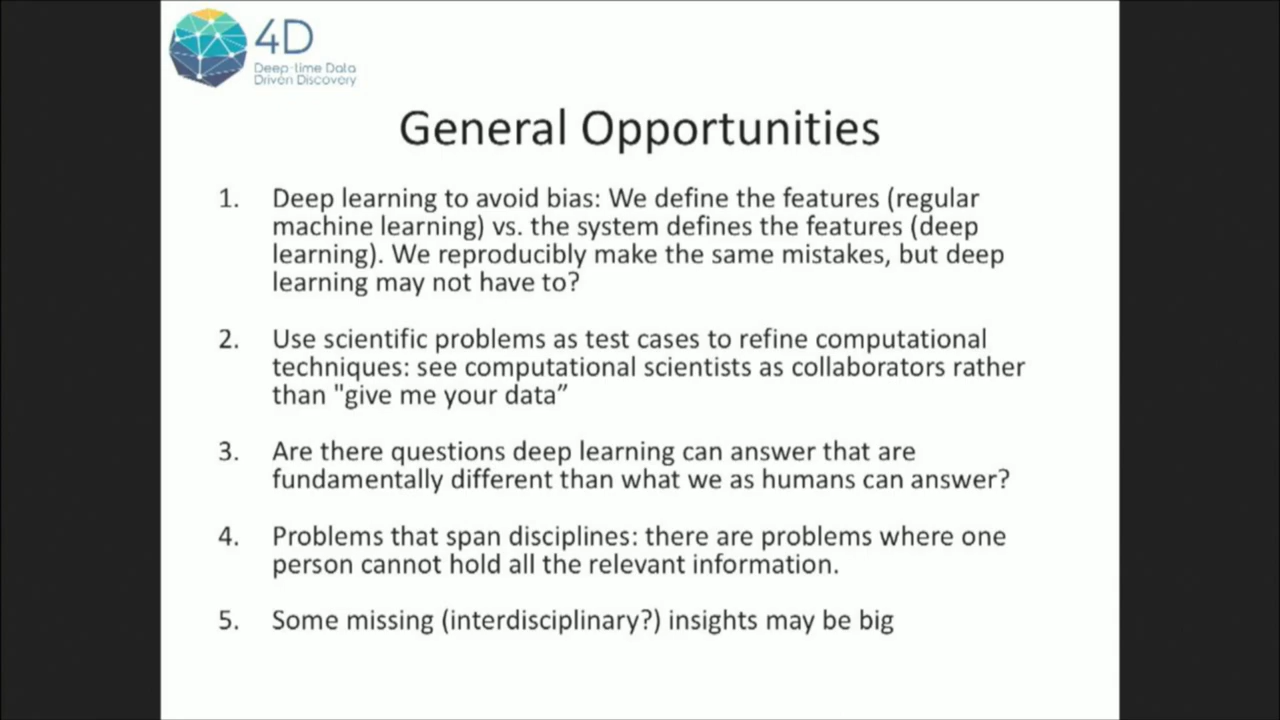 4D
Deep-time Data
Driven Discovery
General Opportunities
1. Deep learning to avoid bias: We define the features (regular
machine learning) vs. the system defines the features (deep
learning). We reproducibly make the same mistakes, but deep
learning may not have to?
2. Use scientific problems as test cases to refine computational
techniques: see computational scientists as collaborators rather
than "give me your data”
3. Are there questions deep learning can answer that are
fundamentally different than what we as humans can answer?
4. Problems that span disciplines: there are problems where one
person cannot hold all the relevant information.
5. Some missing (interdisciplinary?) insights may be big